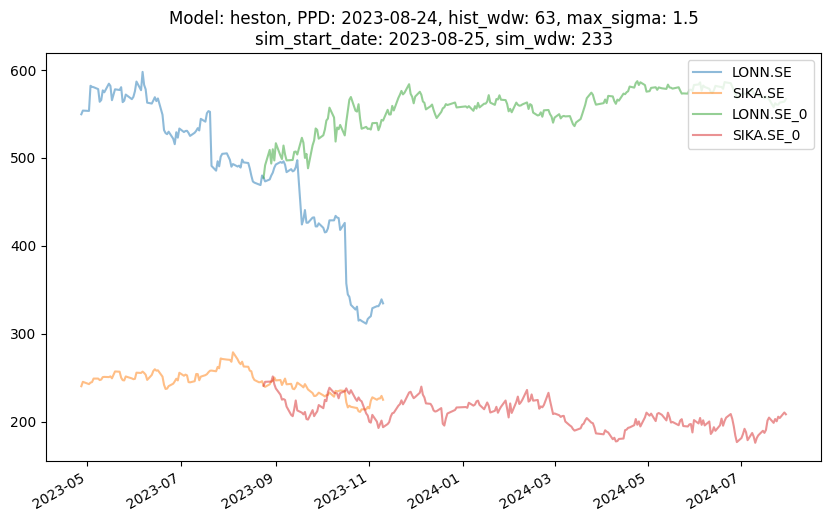 Model: heston, PPD: 2023-08-24, hist_wdw: 63, max_sigma: 1.5
sim_start_date: 2023-08-25, sim_wdw: 233
600
500
400
300
200
LONN.SE
SIKA.SE
LONN.SE_0
SIKA.SE_0
2023-05
2023-07
2023-09
2023-11
2024-01
2024-03
2024-05
2024-07